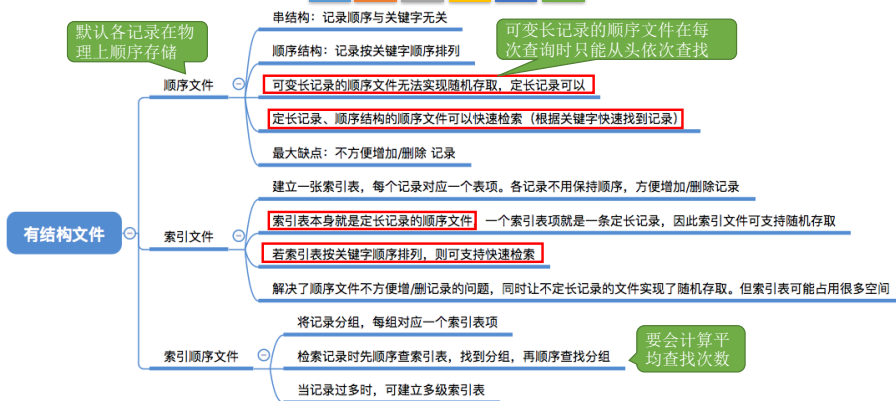 串结构：记录顺序与关键字无关
默认各记录在物
理上顺序存储
可变长记录的顺序文件在每
次查询时只能从头依次查找
顺序结构：记录按关键字顺序排列
顺序文件
可变长记录的顺序文件无法实现随机存取，定长记录可以
定长记录、顺序结构的顺序文件可以快速检索（根据关键字快速找到记录）
最大缺点：不方便增加/删除 记录
有结构文件
建立一张索引表，每个记录对应一个表项。各记录不用保持顺序，方便增加/删除记录
索引文件
索引表本身就是定长记录的顺序文件 一个索引表项就是一条定长记录，因此索引文件可支持随机存取
若索引表按关键字顺序排列，则可支持快速检索
解决了顺序文件不方便增/删记录的问题，同时让不定长记录的文件实现了随机存取。但索引表可能占用很多空间
将记录分组，每组对应一个索引表项
索引顺序文件
检索记录时先顺序查索引表，找到分组，再顺序查找分组
要会计算平
均查找次数
当记录过多时，可建立多级索引表